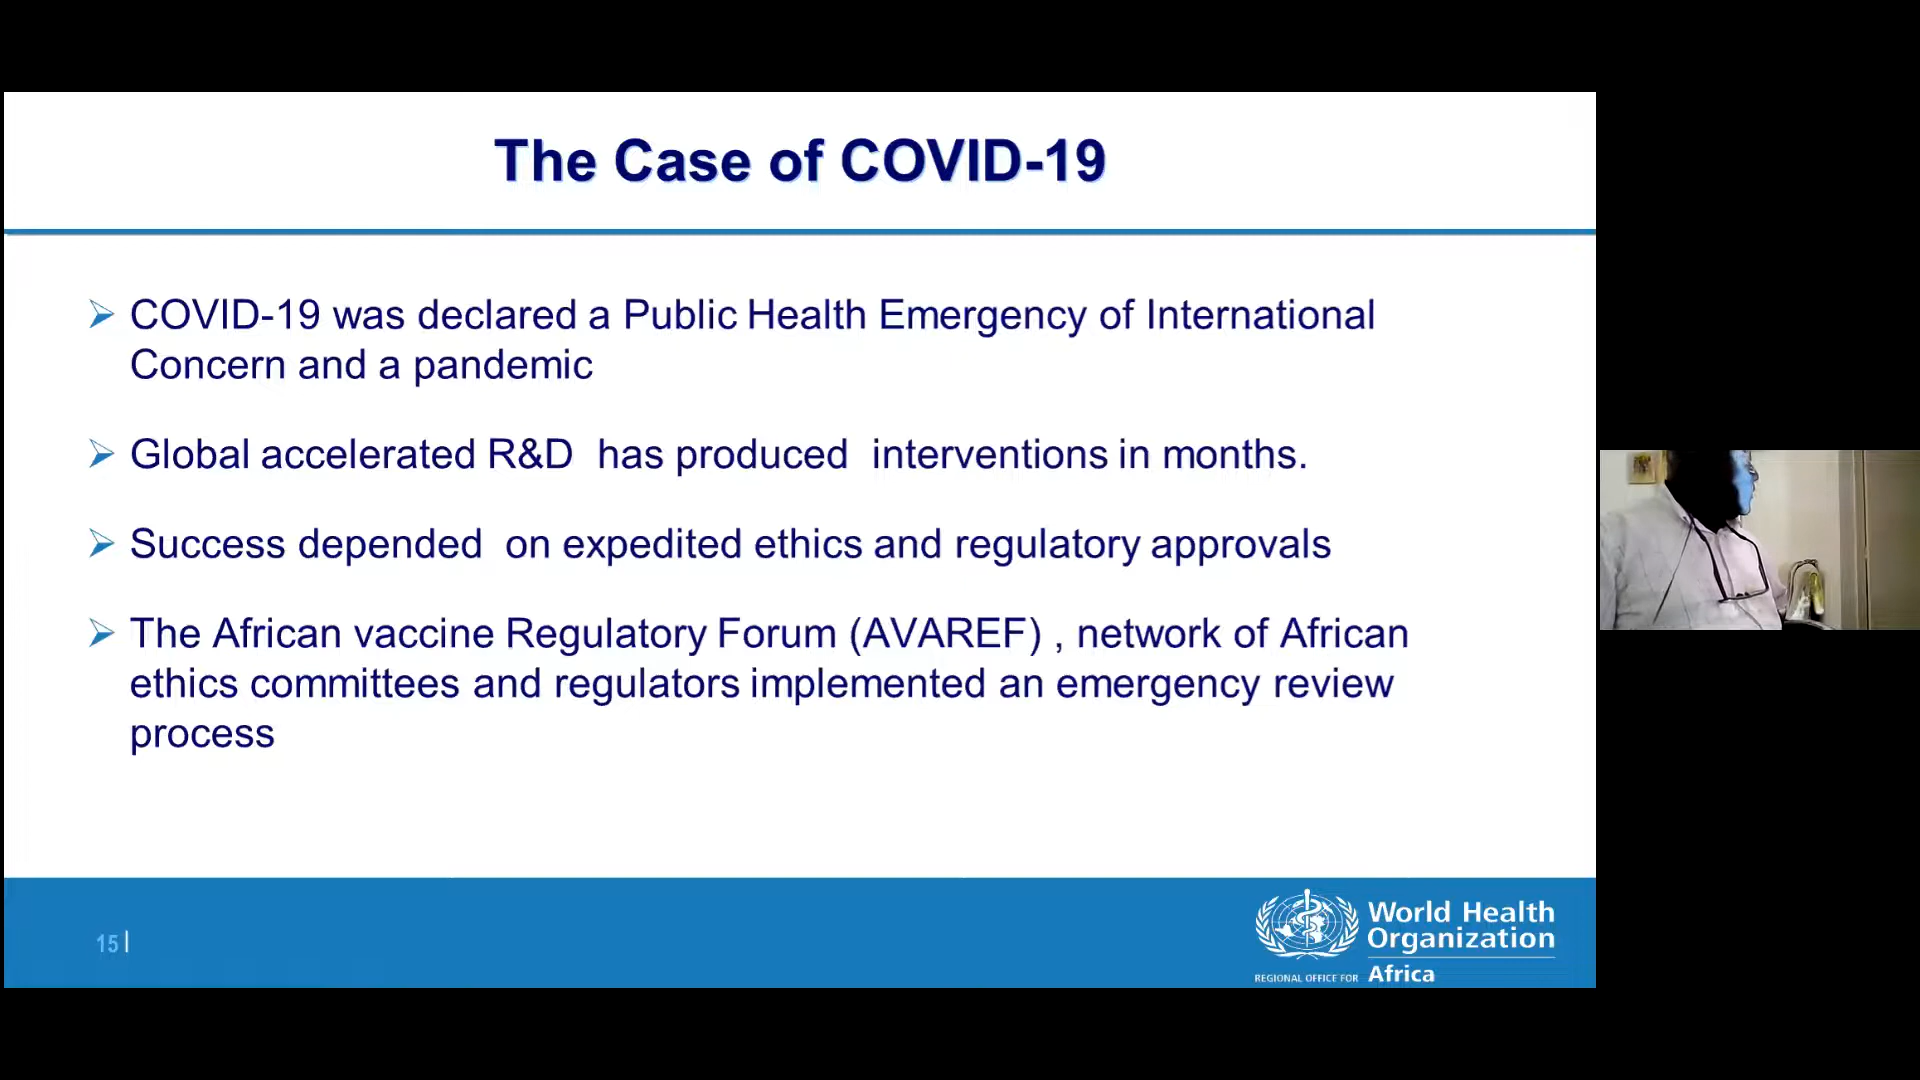 The Case of COVID-19
➢ COVID-19 was declared a Public Health Emergency of International
Concern and a pandemic
➢ Global accelerated R&D has produced interventions in months.
➢ Success depended on expedited ethics and regulatory approvals
➢ The African vaccine Regulatory Forum (AVAREF) , network of African
ethics committees and regulators implemented an emergency review
process
15|
World Health
Organization
REGIONAL OFFICE FOR Africa